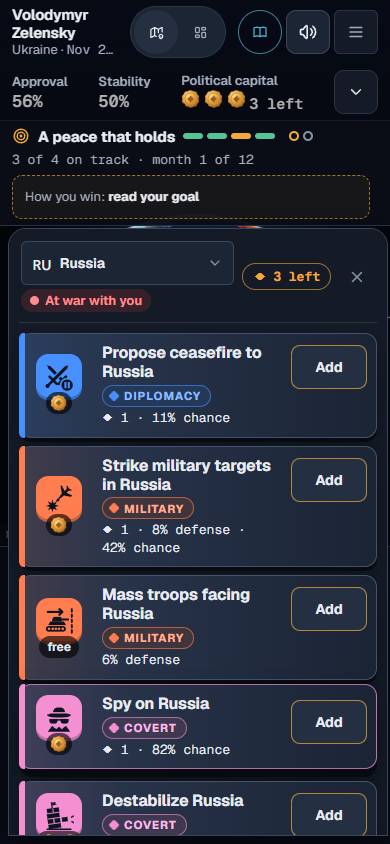 Volodymyr
Zelensky
Ukraine · Nov 2…
Approval
56%
Stability
50%
Political capital
3 left
A peace that holds
3 of 4 on track · month 1 of 12
How you win: read your goal
RU Russia
3 left
At war with you
Propose ceasefire to
Russia
DIPLOMACY
1 · 11% chance
Add
Strike military targets
in Russia
MILITARY
1 · 8% defense ·
42% chance
Add
Mass troops facing
Russia
MILITARY
6% defense
free
Add
Spy on Russia
COVERT
1 · 82% chance
Add
Destabilize Russia
COVERT
Add